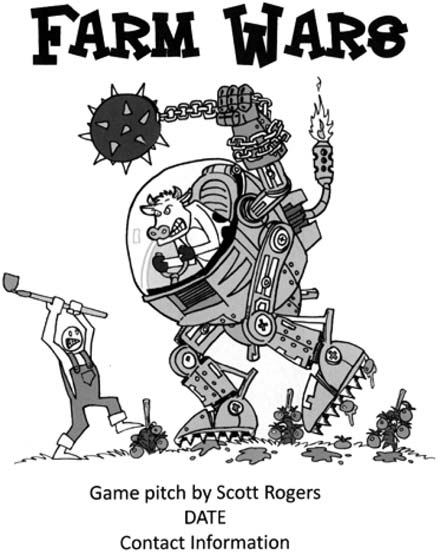 FARM WARS
Game pitch by Scott Rogers
DATE
Contact Information